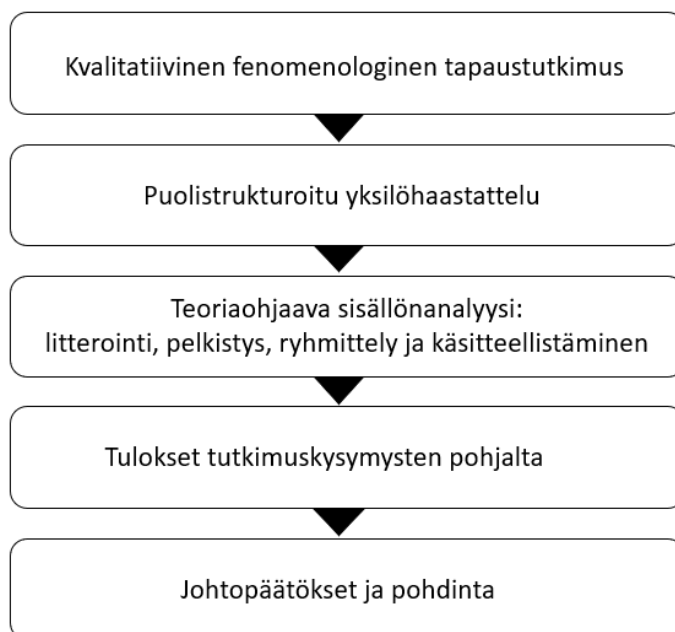 Kvalitatiivinen fenomenologinen tapaustutkimus
Puolistrukturoitu yksilöhaastattelu
Teoriaohjaava sisällönanalyysi:
litterointi, pelkistys, ryhmittely ja käsitteellistäminen
Tulokset tutkimuskysymysten pohjalta
Johtopäätökset ja pohdinta